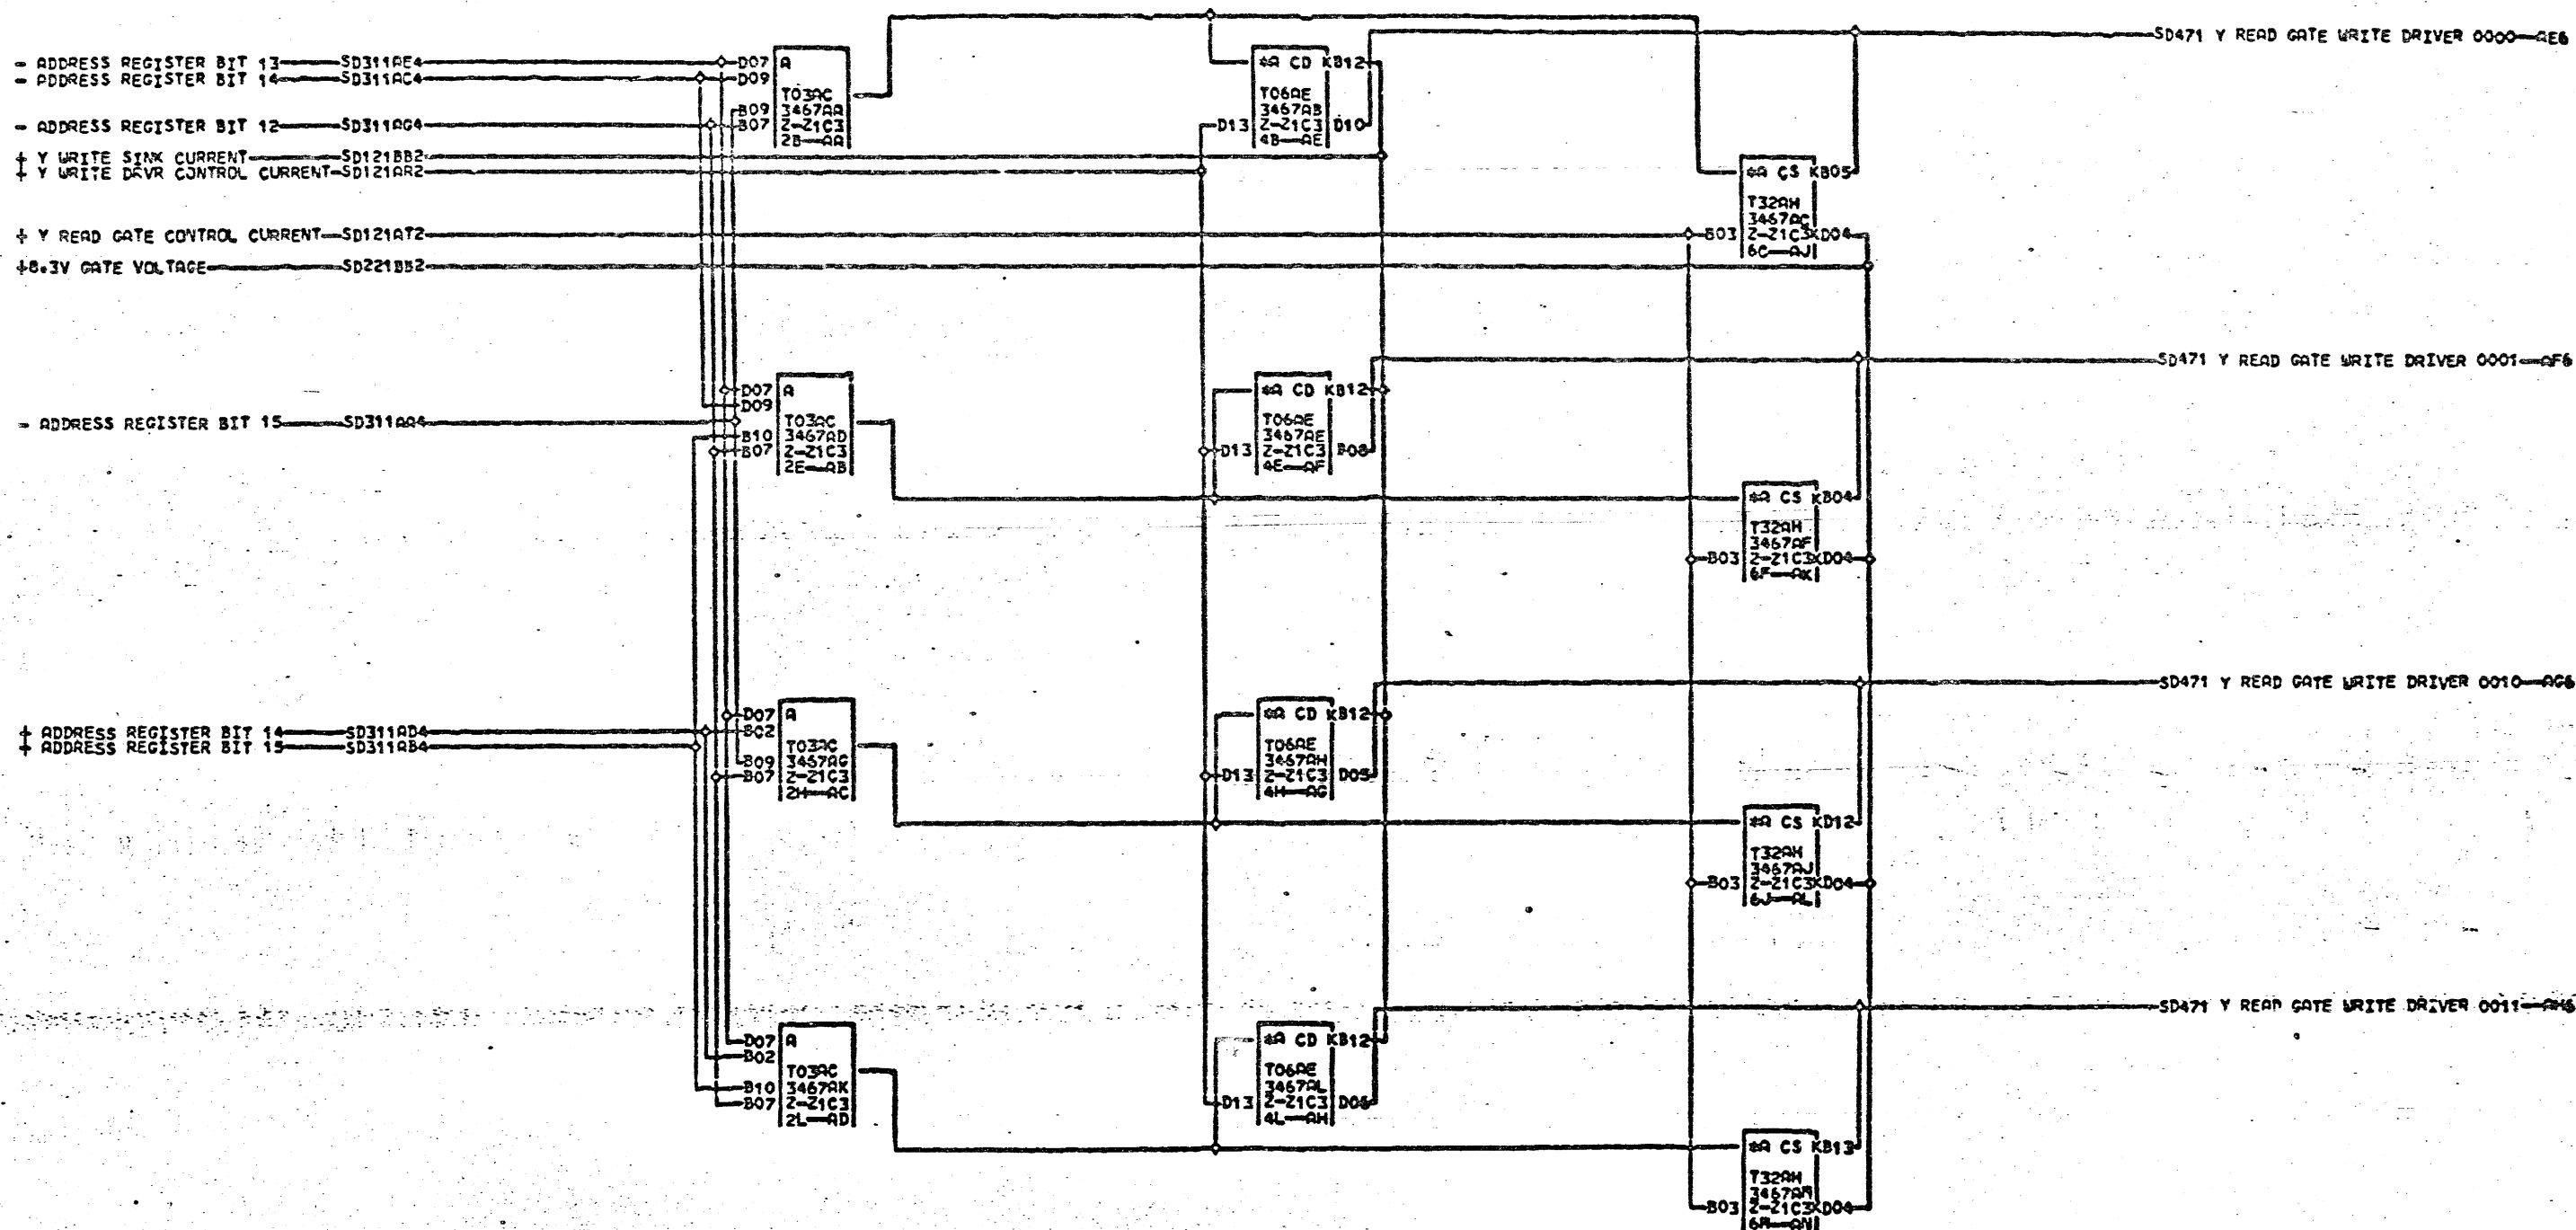 SD471 Y READ GATE WRITE DRIVER 0000—AE6
- ADDRESS REGISTER BIT 13—SD311AE4 D07 A
- ADDRESS REGISTER BIT 14—SD311AC4 D09
*A CD KB12
T03AC
3467AA
Z-Z1C3
2B—AA
B09
B07
T06AE
3467AB
Z-Z1C3
4B—AE
D13 D10
- ADDRESS REGISTER BIT 12—SD311AG4
+ Y WRITE SINK CURRENT—SD121BB2
+ Y WRITE DRVR CONTROL CURRENT—SD121AR2
*A CS KB05
T32AH
3467AC
B03 Z-Z1C3KD04
6C—AJ
+ Y READ GATE CONTROL CURRENT—SD121AT2
+8.3V GATE VOLTAGE—SD221BB2
SD471 Y READ GATE WRITE DRIVER 0001—AF6
D07 A
D09
T03AC
B10 3467AD
B07 Z-Z1C3
2E—AB
*A CD KB12
T06AE
3467AE
D13 Z-Z1C3 B08
4E—AF
- ADDRESS REGISTER BIT 15—SD311AA4
*A CS KB04
T32AH
3467AF
B03 Z-Z1C3KD04
6F—AK
SD471 Y READ GATE WRITE DRIVER 0010—AG6
D07 A
B02
T03AC
B09 3467AG
B07 Z-Z1C3
2H—AC
*A CD KB12
T06AE
3467AH
D13 Z-Z1C3 D05
4H—AG
+ ADDRESS REGISTER BIT 14—SD311AD4
+ ADDRESS REGISTER BIT 15—SD311AB4
*A CS KD12
T32AH
3467AJ
B03 Z-Z1C3KD04
6J—AL
SD471 Y READ GATE WRITE DRIVER 0011—AH6
D07 A
B02
T03AC
B10 3467AK
B07 Z-Z1C3
2L—AD
*A CD KB12
T06AE
3467AL
D13 Z-Z1C3 D06
4L—AH
*A CS KB13
T32AH
3467AM
B03 Z-Z1C3KD04
6M—AN